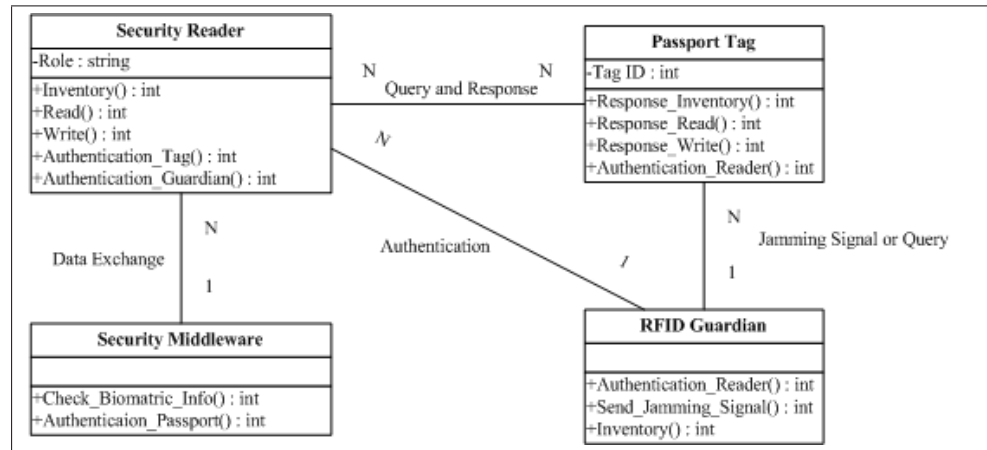 Security Reader
-Role : string
+Inventory() : int
+Read() : int
+Write() : int
+Authentication_Tag() : int
+Authentication_Guardian() : int
N
N
Query and Response
Passport Tag
-Tag ID : int
+Response_Inventory() : int
+Response_Read() : int
+Response_Write() : int
+Authentication_Reader() : int
N
Authentication
1
N
Data Exchange
1
N
Jamming Signal or Query
1
Security Middleware
+Check_Biomatric_Info() : int
+Authenticaion_Passport() : int
RFID Guardian
+Authentication_Reader() : int
+Send_Jamming_Signal() : int
+Inventory() : int